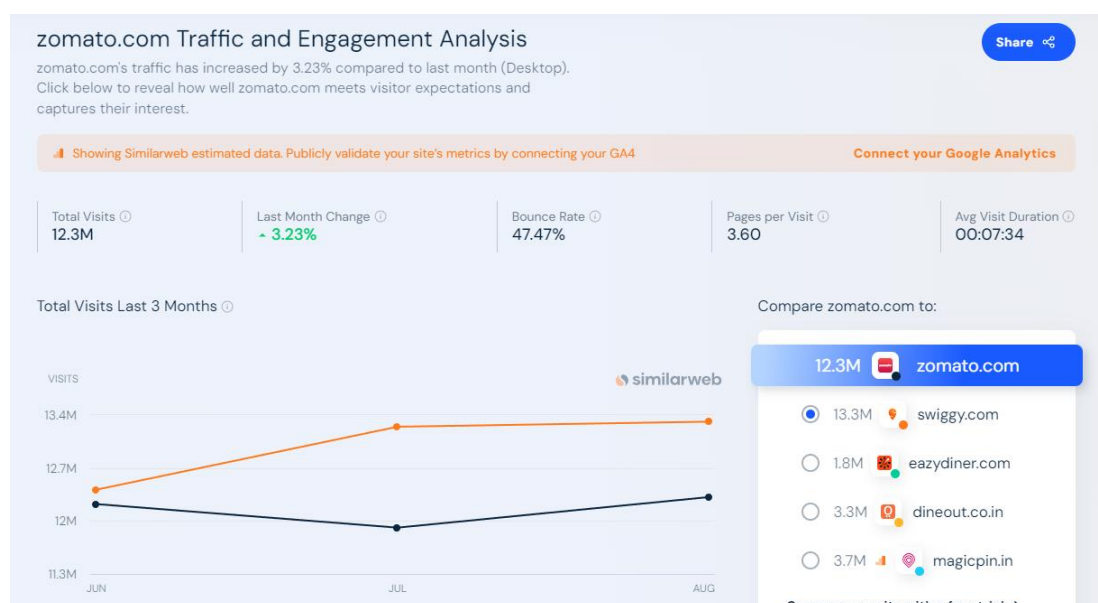 zomato.com Traffic and Engagement Analysis
Share
zomato.com's traffic has increased by 3.23% compared to last month (Desktop).
Click below to reveal how well zomato.com meets visitor expectations and
captures their interest.
Showing Similarweb estimated data. Publicly validate your site's metrics by connecting your GA4
Connect your Google Analytics
Total Visits
12.3M
Last Month Change
3.23%
Bounce Rate
47.47%
Pages per Visit
3.60
Avg Visit Duration
00:07:34
Total Visits Last 3 Months
VISITS
similarweb
13.4M
12.7M
12M
11.3M
JUN
JUL
AUG
Compare zomato.com to:
12.3M zomato.com
13.3M swiggy.com
1.8M eazydiner.com
3.3M dineout.co.in
3.7M magicpin.in